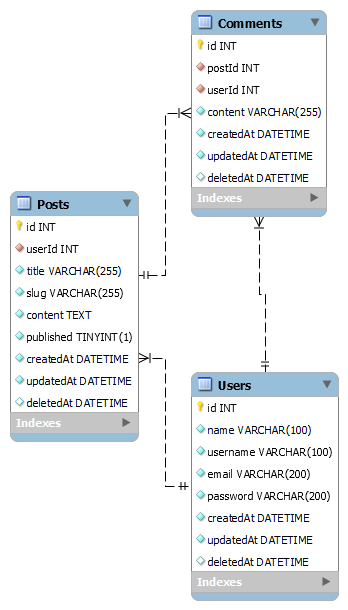 Comments
id INT
postId INT
userId INT
content VARCHAR(255)
createdAt DATETIME
updatedAt DATETIME
deletedAt DATETIME
Indexes
Posts
id INT
userId INT
title VARCHAR(255)
slug VARCHAR(255)
content TEXT
published TINYINT(1)
createdAt DATETIME
updatedAt DATETIME
deletedAt DATETIME
Indexes
Users
id INT
name VARCHAR(100)
username VARCHAR(100)
email VARCHAR(200)
password VARCHAR(200)
createdAt DATETIME
updatedAt DATETIME
deletedAt DATETIME
Indexes